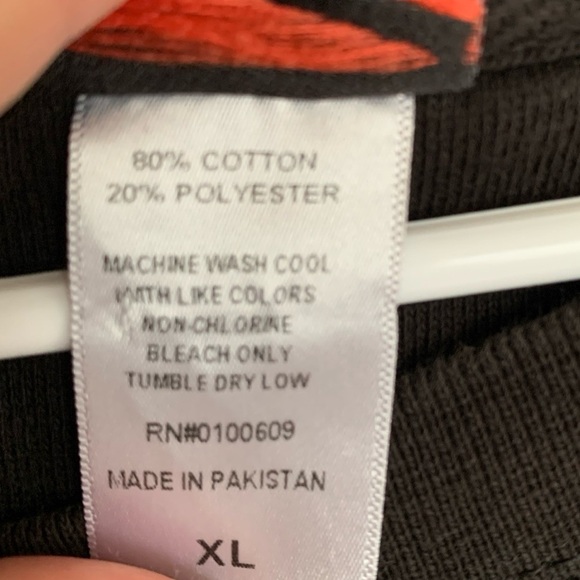 80% COTTON
20% POLYESTER
MACHINE WASH COOL
WITH LIKE COLORS
NON-CHLORINE
BLEACH ONLY
TUMBLE DRY LOW
RN#0100609
MADE IN PAKISTAN
XL